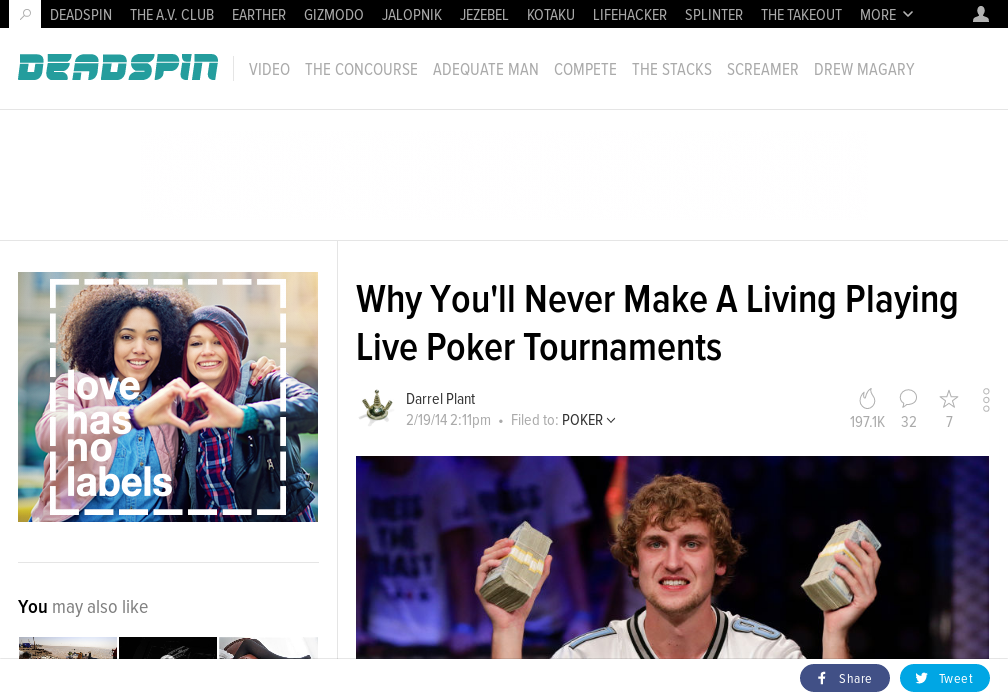 DEADSPIN THE A.V. CLUB EARTHER GIZMODO JALOPNIK JEZEBEL KOTAKU LIFEHACKER SPLINTER THE TAKEOUT MORE
DEADSPIN VIDEO THE CONCOURSE ADEQUATE MAN COMPETE THE STACKS SCREAMER DREW MAGARY
love
has
no
labels
You may also like
Why You'll Never Make A Living Playing
Live Poker Tournaments
Darrel Plant
2/19/14 2:11pm • Filed to: POKER
197.1K 32 7
Share Tweet